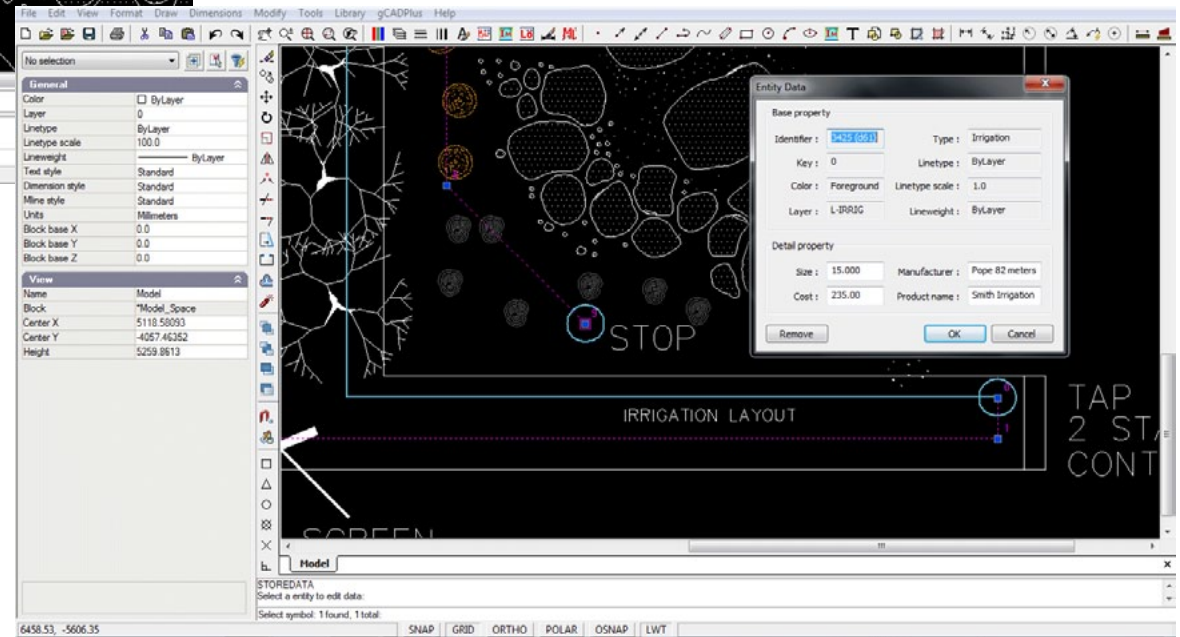 File Edit View Format Draw Dimensions Modify Tools Library gCADPlus Help
No selection
General
Color ByLayer
Layer 0
Linetype ByLayer
Linetype scale 100.0
Lineweight ByLayer
Text style Standard
Dimension style Standard
Mline style Standard
Units Millimeters
Block base X 0.0
Block base Y 0.0
Block base Z 0.0
View
Name Model
Block *Model_Space
Center X 5118.58093
Center Y -4057.46352
Height 5259.8613
Entity Data
Base property
Identifier : Type : Irrigation
Key : 0 Linetype : ByLayer
Color : Foreground Linetype scale : 1.0
Layer : L-IRRIG Lineweight : ByLayer
Detail property
Size : 15.000 Manufacturer : Pope 82 meters
Cost : 235.00 Product name : Smith Irrigation
Remove OK Cancel
STOP
IRRIGATION LAYOUT
TAP
2 STA
CONT
1
SCREEN
Model
STOREDATA
Select a entity to edit data:
Select symbol: 1 found, 1 total:
6458.53, -5606.35 SNAP GRID ORTHO POLAR OSNAP LWT